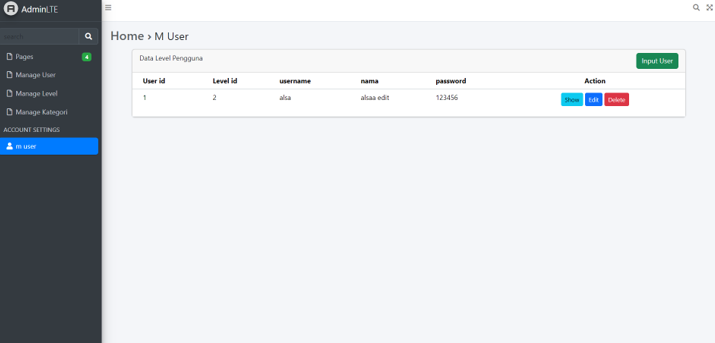 AdminLTE
search
Pages 4
Manage User
Manage Level
Manage Kategori
ACCOUNT SETTINGS
m user
Home › M User
Data Level Pengguna
Input User
User id Level id username nama password Action
1 2 alsa alsaa edit 123456 Show Edit Delete